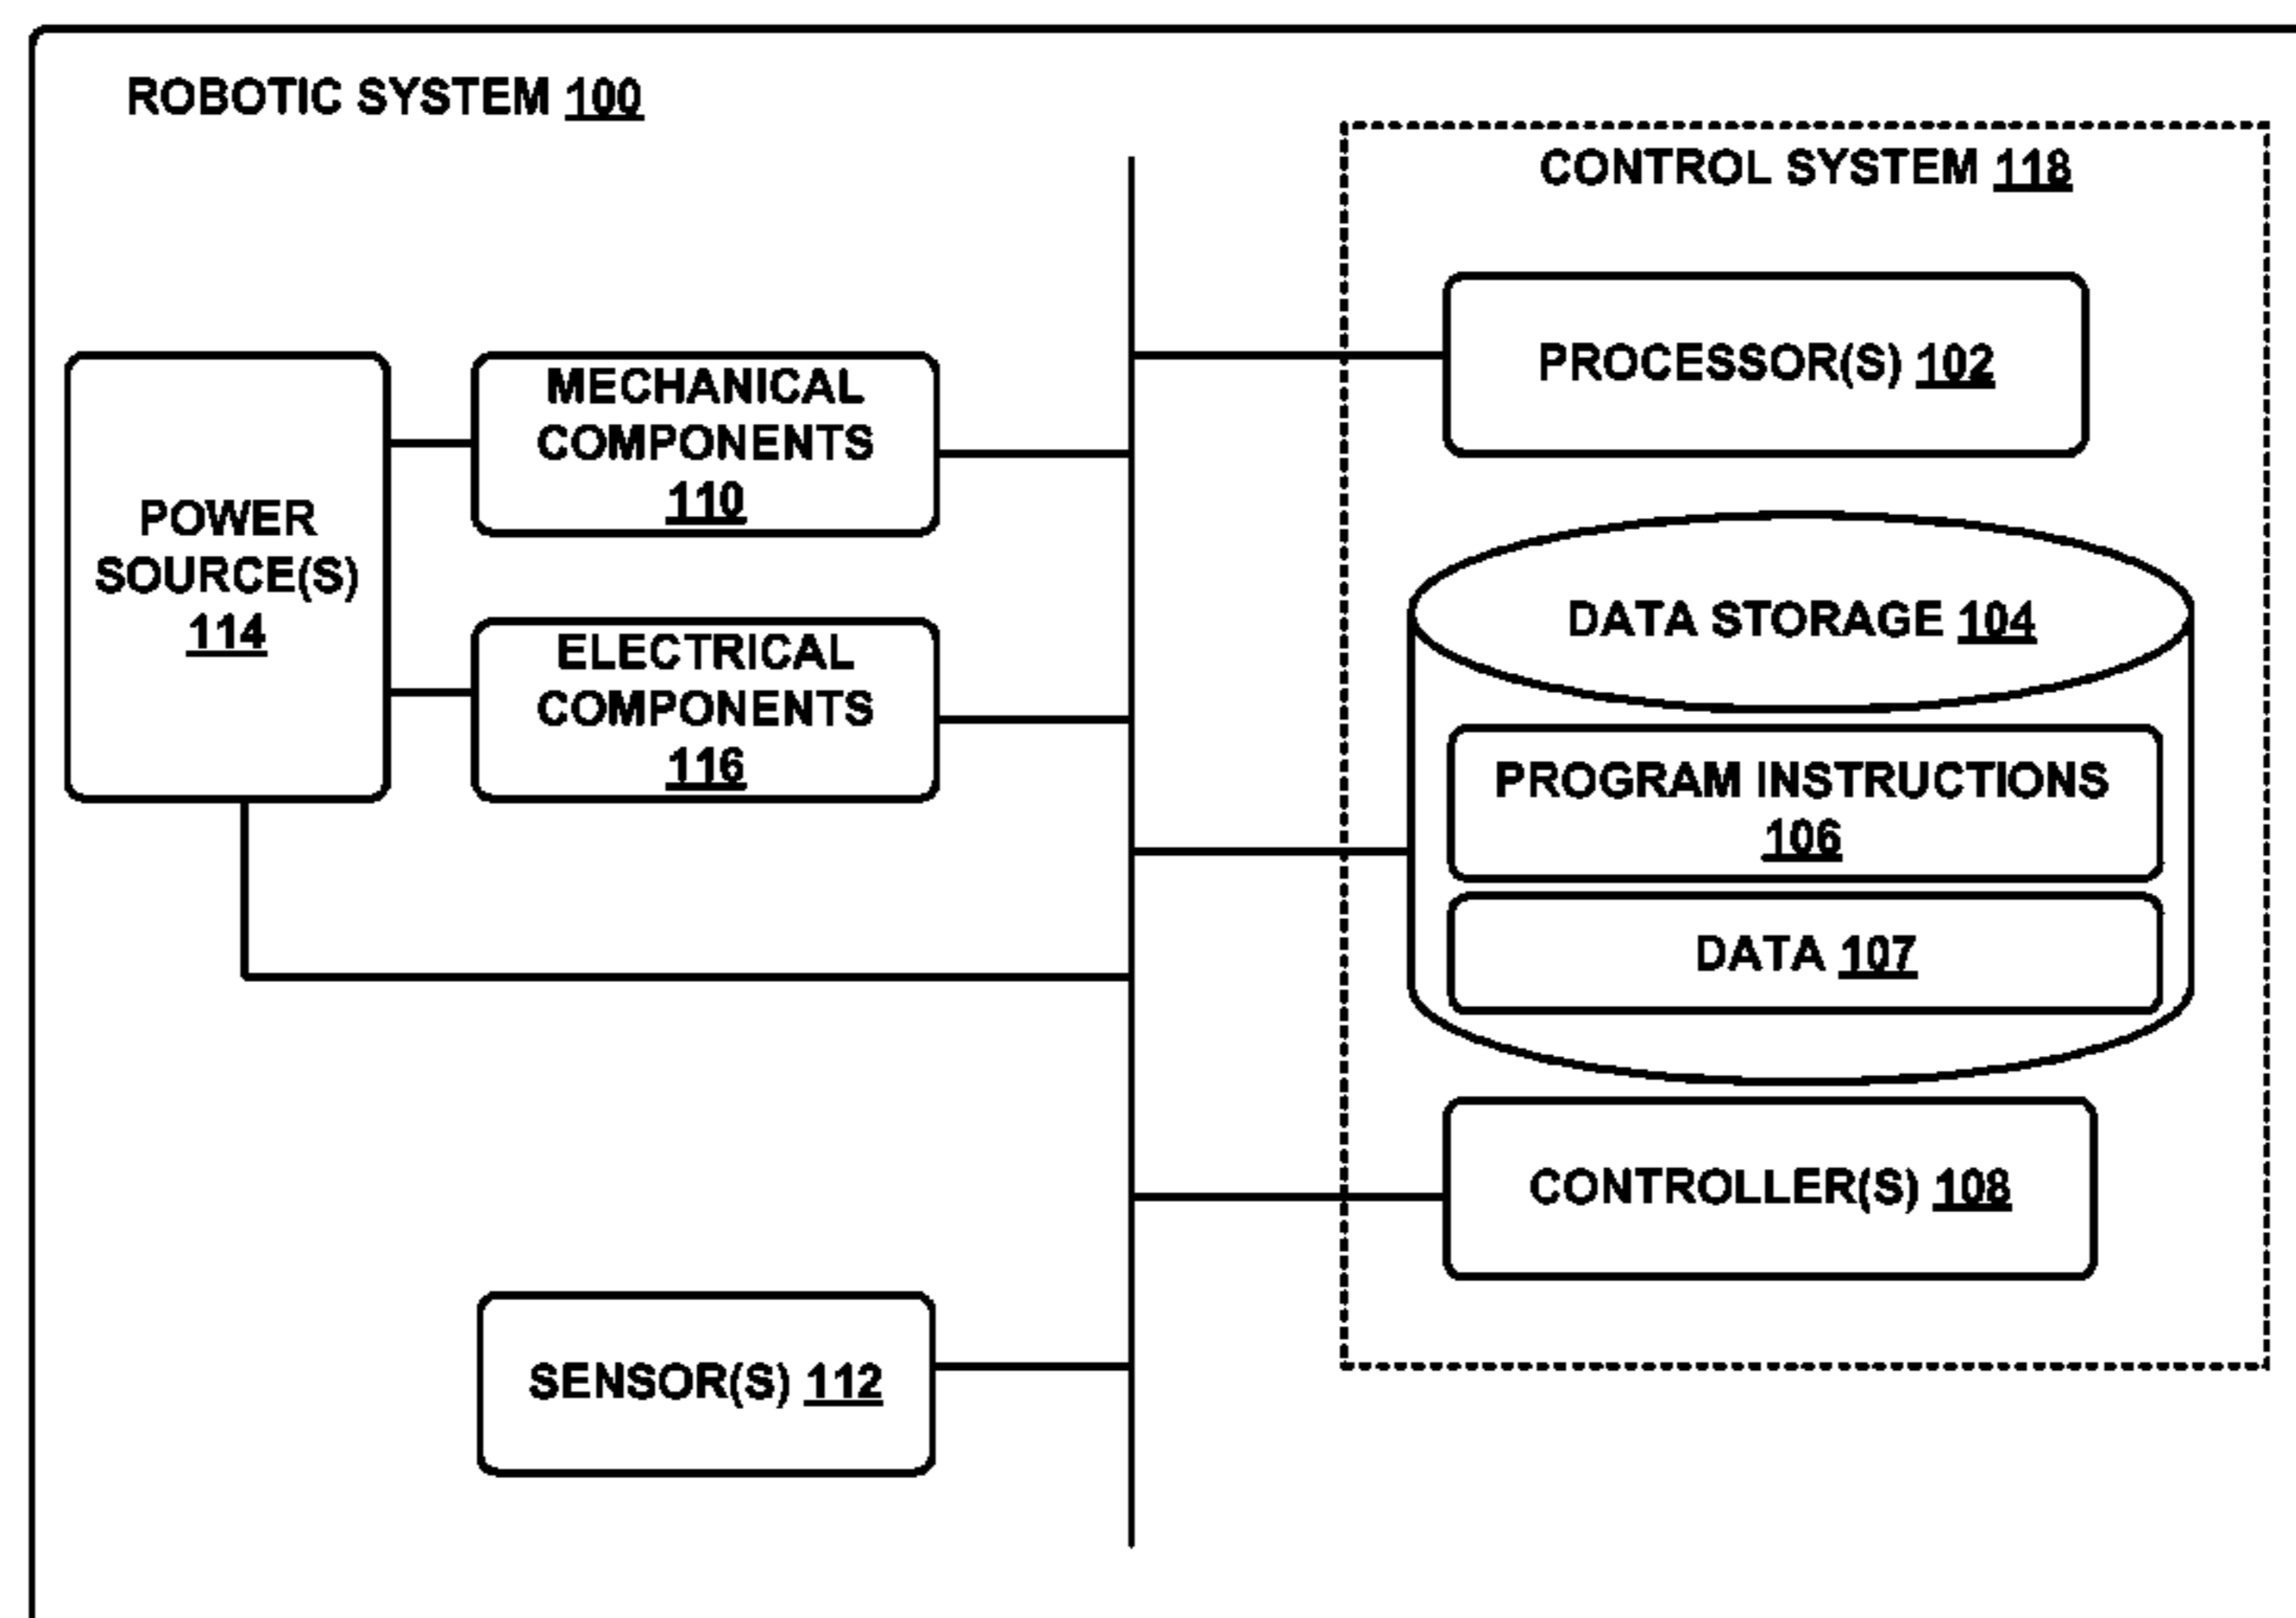 ROBOTIC SYSTEM 100
CONTROL SYSTEM 118
PROCESSOR(S) 102
MECHANICAL
COMPONENTS
110
POWER
SOURCE(S)
114
ELECTRICAL
COMPONENTS
116
DATA STORAGE 104
PROGRAM INSTRUCTIONS
106
DATA 107
CONTROLLER(S) 108
SENSOR(S) 112